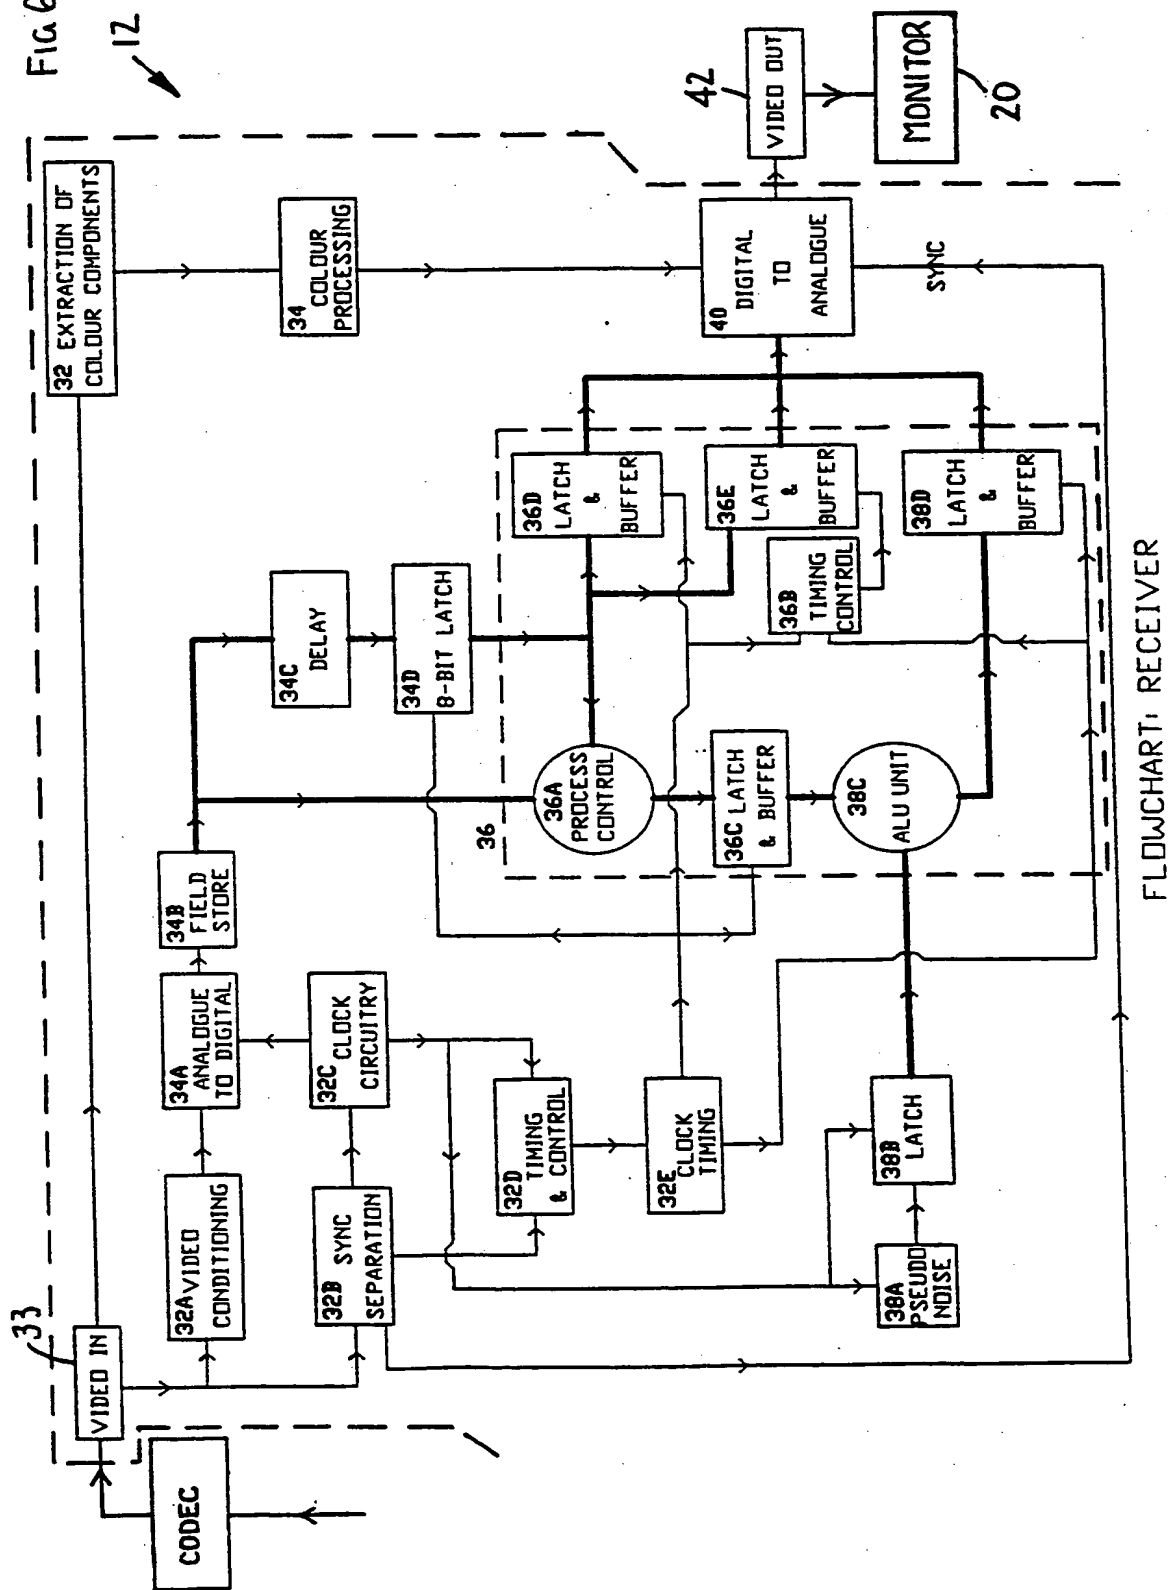 FIG 6
12
32 EXTRACTION OF
COLOUR COMPONENTS
34 COLOUR
PROCESSING
40 DIGITAL
TO
ANALOGUE
SYNC
42
VIDEO OUT
MONITOR
20
33
VIDEO IN
CODEC
32A VIDEO
CONDITIONING
34A ANALOGUE
TO DIGITAL
34B FIELD
STORE
34C DELAY
34D
8-BIT LATCH
32B SYNC
SEPARATION
32C CLOCK
CIRCUITRY
32D TIMING
& CONTROL
32E CLOCK
TIMING
36
36A
PROCESS
CONTROL
36C LATCH
& BUFFER
36D LATCH
&
BUFFER
36E LATCH
&
BUFFER
36B
TIMING
CONTROL
38A
PSEUDO
NOISE
38B
LATCH
38C
ALU UNIT
38D LATCH
&
BUFFER
FLOWCHART: RECEIVER